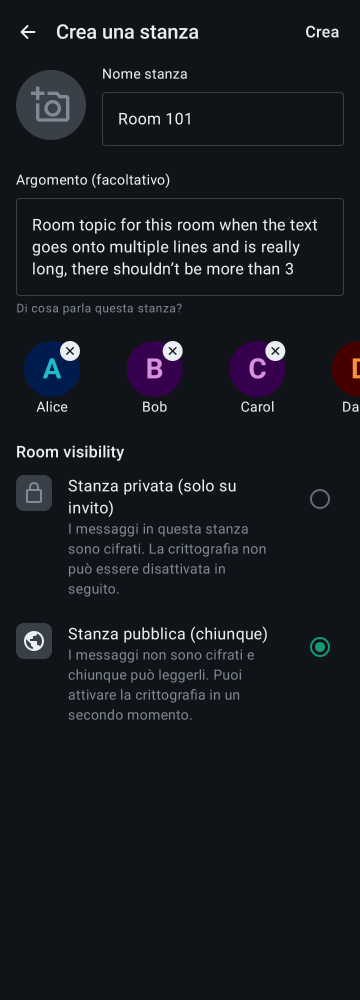 Crea una stanza
Crea
Nome stanza
Room 101
Argomento (facoltativo)
Room topic for this room when the text
goes onto multiple lines and is really
long, there shouldn’t be more than 3
Di cosa parla questa stanza?
A
B
C
D
Alice
Bob
Carol
Da
Room visibility
Stanza privata (solo su
invito)
I messaggi in questa stanza
sono cifrati. La crittografia non
può essere disattivata in
seguito.
Stanza pubblica (chiunque)
I messaggi non sono cifrati e
chiunque può leggerli. Puoi
attivare la crittografia in un
secondo momento.